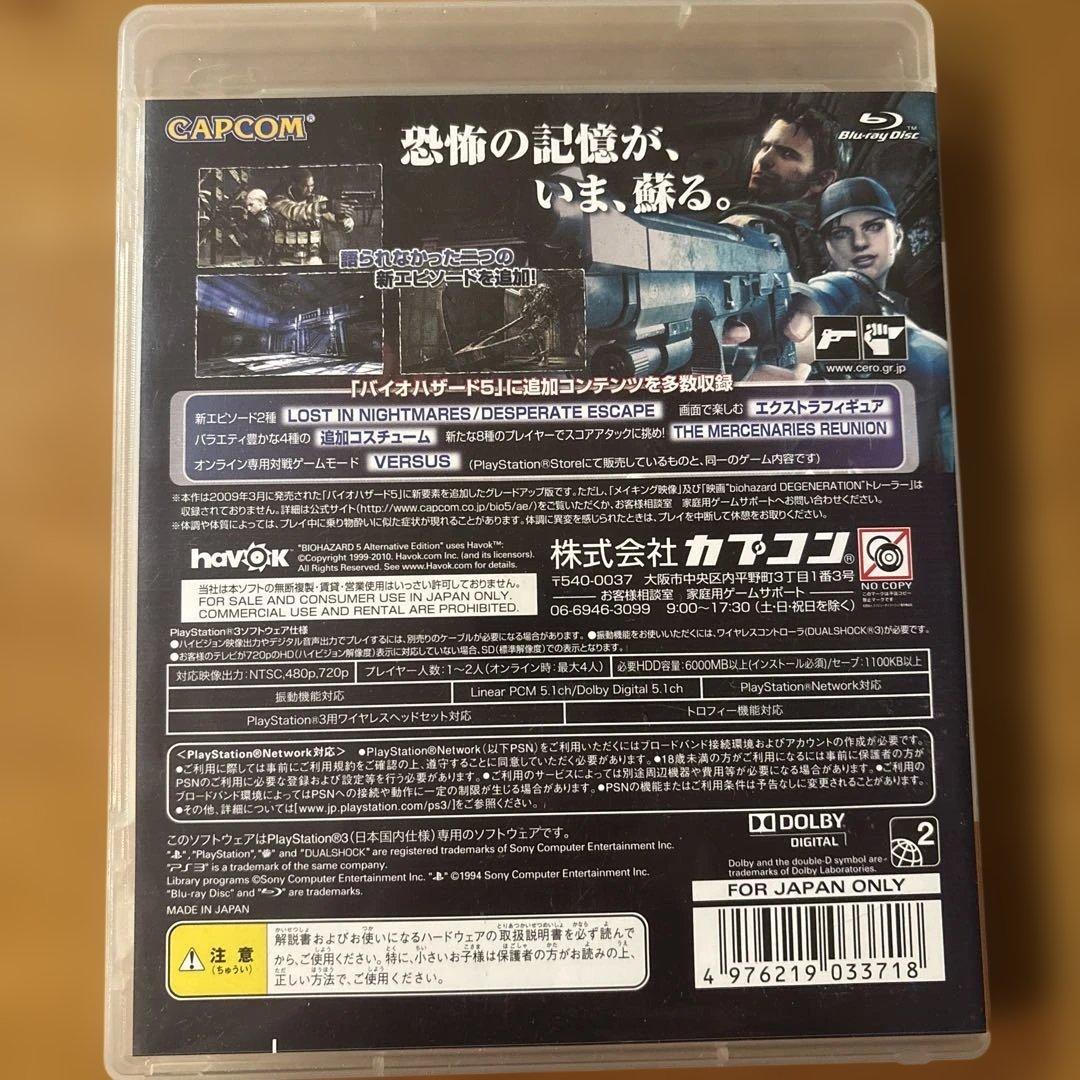 CAPCOM®
Blu-ray Disc™
恐怖の記憶が、
いま、蘇る。
語られなかった二つの
新エピソードを追加!
www.cero.gr.jp
「バイオハザード5」に追加コンテンツを多数収録
新エピソード2種 LOST IN NIGHTMARES/DESPERATE ESCAPE 画面で楽しむ エクストラフィギュア
バラエティ豊かな4種の 追加コスチューム 新たな8種のプレイヤーでスコアアタックに挑め! THE MERCENARIES REUNION
オンライン専用対戦ゲームモード VERSUS (PlayStation®Storeにて販売しているものと、同一のゲーム内容です)
※本作は2009年3月に発売された「バイオハザード5」に新要素を追加したグレードアップ版です。ただし、「メイキング映像」及び「映画"biohazard DEGENERATION"トレーラー」は
収録されておりません。詳細は公式サイト(http://www.capcom.co.jp/bio5/ae/)をご覧いただくか、お客様相談室 家庭用ゲームサポートへお問い合わせください。
※体調や体質によっては、プレイ中に乗り物酔いに似た症状が現れることがあります。体調に異変を感じられたときは、プレイを中断して休憩をお取りください。
havok™
"BIOHAZARD 5 Alternative Edition" uses Havok™:
©Copyright 1999-2010. Havok.com Inc. (and its licensors).
All Rights Reserved. See www.Havok.com for details.
当社は本ソフトの無断複製・賃貸・営業使用はいっさい許可しておりません。
FOR SALE AND CONSUMER USE IN JAPAN ONLY.
COMMERCIAL USE AND RENTAL ARE PROHIBITED.
株式会社カプコン®
〒540-0037 大阪市中央区内平野町3丁目1番3号
お客様相談室 家庭用ゲームサポート
06-6946-3099 9:00〜17:30(土・日・祝日を除く)
NO COPY
このマークは不法コピー
禁止マークです
PlayStation®3ソフトウェア仕様
●ハイビジョン映像出力やデジタル音声出力でプレイするには、別売りのケーブルが必要になる場合があります。 ●振動機能をお使いいただくには、ワイヤレスコントローラ(DUALSHOCK®3)が必要です。
●お客様のテレビが720pのHD(ハイビジョン解像度)表示に対応していない場合、SD(標準解像度)での表示となります。
対応映像出力:NTSC,480p,720p プレイヤー人数:1〜2人(オンライン時:最大4人) 必要HDD容量:6000MB以上(インストール必須)/セーブ:1100KB以上
振動機能対応 Linear PCM 5.1ch/Dolby Digital 5.1ch PlayStation®Network対応
PlayStation®3用ワイヤレスヘッドセット対応 トロフィー機能対応
<PlayStation®Network対応> ●PlayStation®Network(以下PSN)をご利用いただくにはブロードバンド接続環境およびアカウントの作成が必要です。
●ご利用に際しては事前にご利用規約をご確認の上、遵守することに同意していただく必要があります。●18歳未満の方がご利用になるには事前に保護者の方が
PSNのご利用に必要な登録および設定等を行う必要があります。●ご利用のサービスによっては別途周辺機器や費用等が必要になる場合があります。●ご利用の
ブロードバンド環境によってはPSNへの接続や動作に一定の制限が生じる場合があります。●PSNの機能またはご利用条件は予告なしに変更されることがあります。
●その他、詳細については[www.jp.playstation.com/ps3/]をご参照ください。
このソフトウェアはPlayStation®3(日本国内仕様)専用のソフトウェアです。
" ", "PlayStation", " " and "DUALSHOCK" are registered trademarks of Sony Computer Entertainment Inc.
"PS3" is a trademark of the same company.
Library programs ©Sony Computer Entertainment Inc. " " ©1994 Sony Computer Entertainment Inc.
"Blu-ray Disc" and " " are trademarks.
MADE IN JAPAN
DOLBY
DIGITAL
Dolby and the double-D symbol are
trademarks of Dolby Laboratories.
2
FOR JAPAN ONLY
注意
(ちゅうい)
解説書およびお使いになるハードウェアの取扱説明書を必ず読んで
から、ご使用ください。特に、小さいお子様は保護者の方がお読みの上、
正しい方法で、ご使用ください。
4 976219 033718